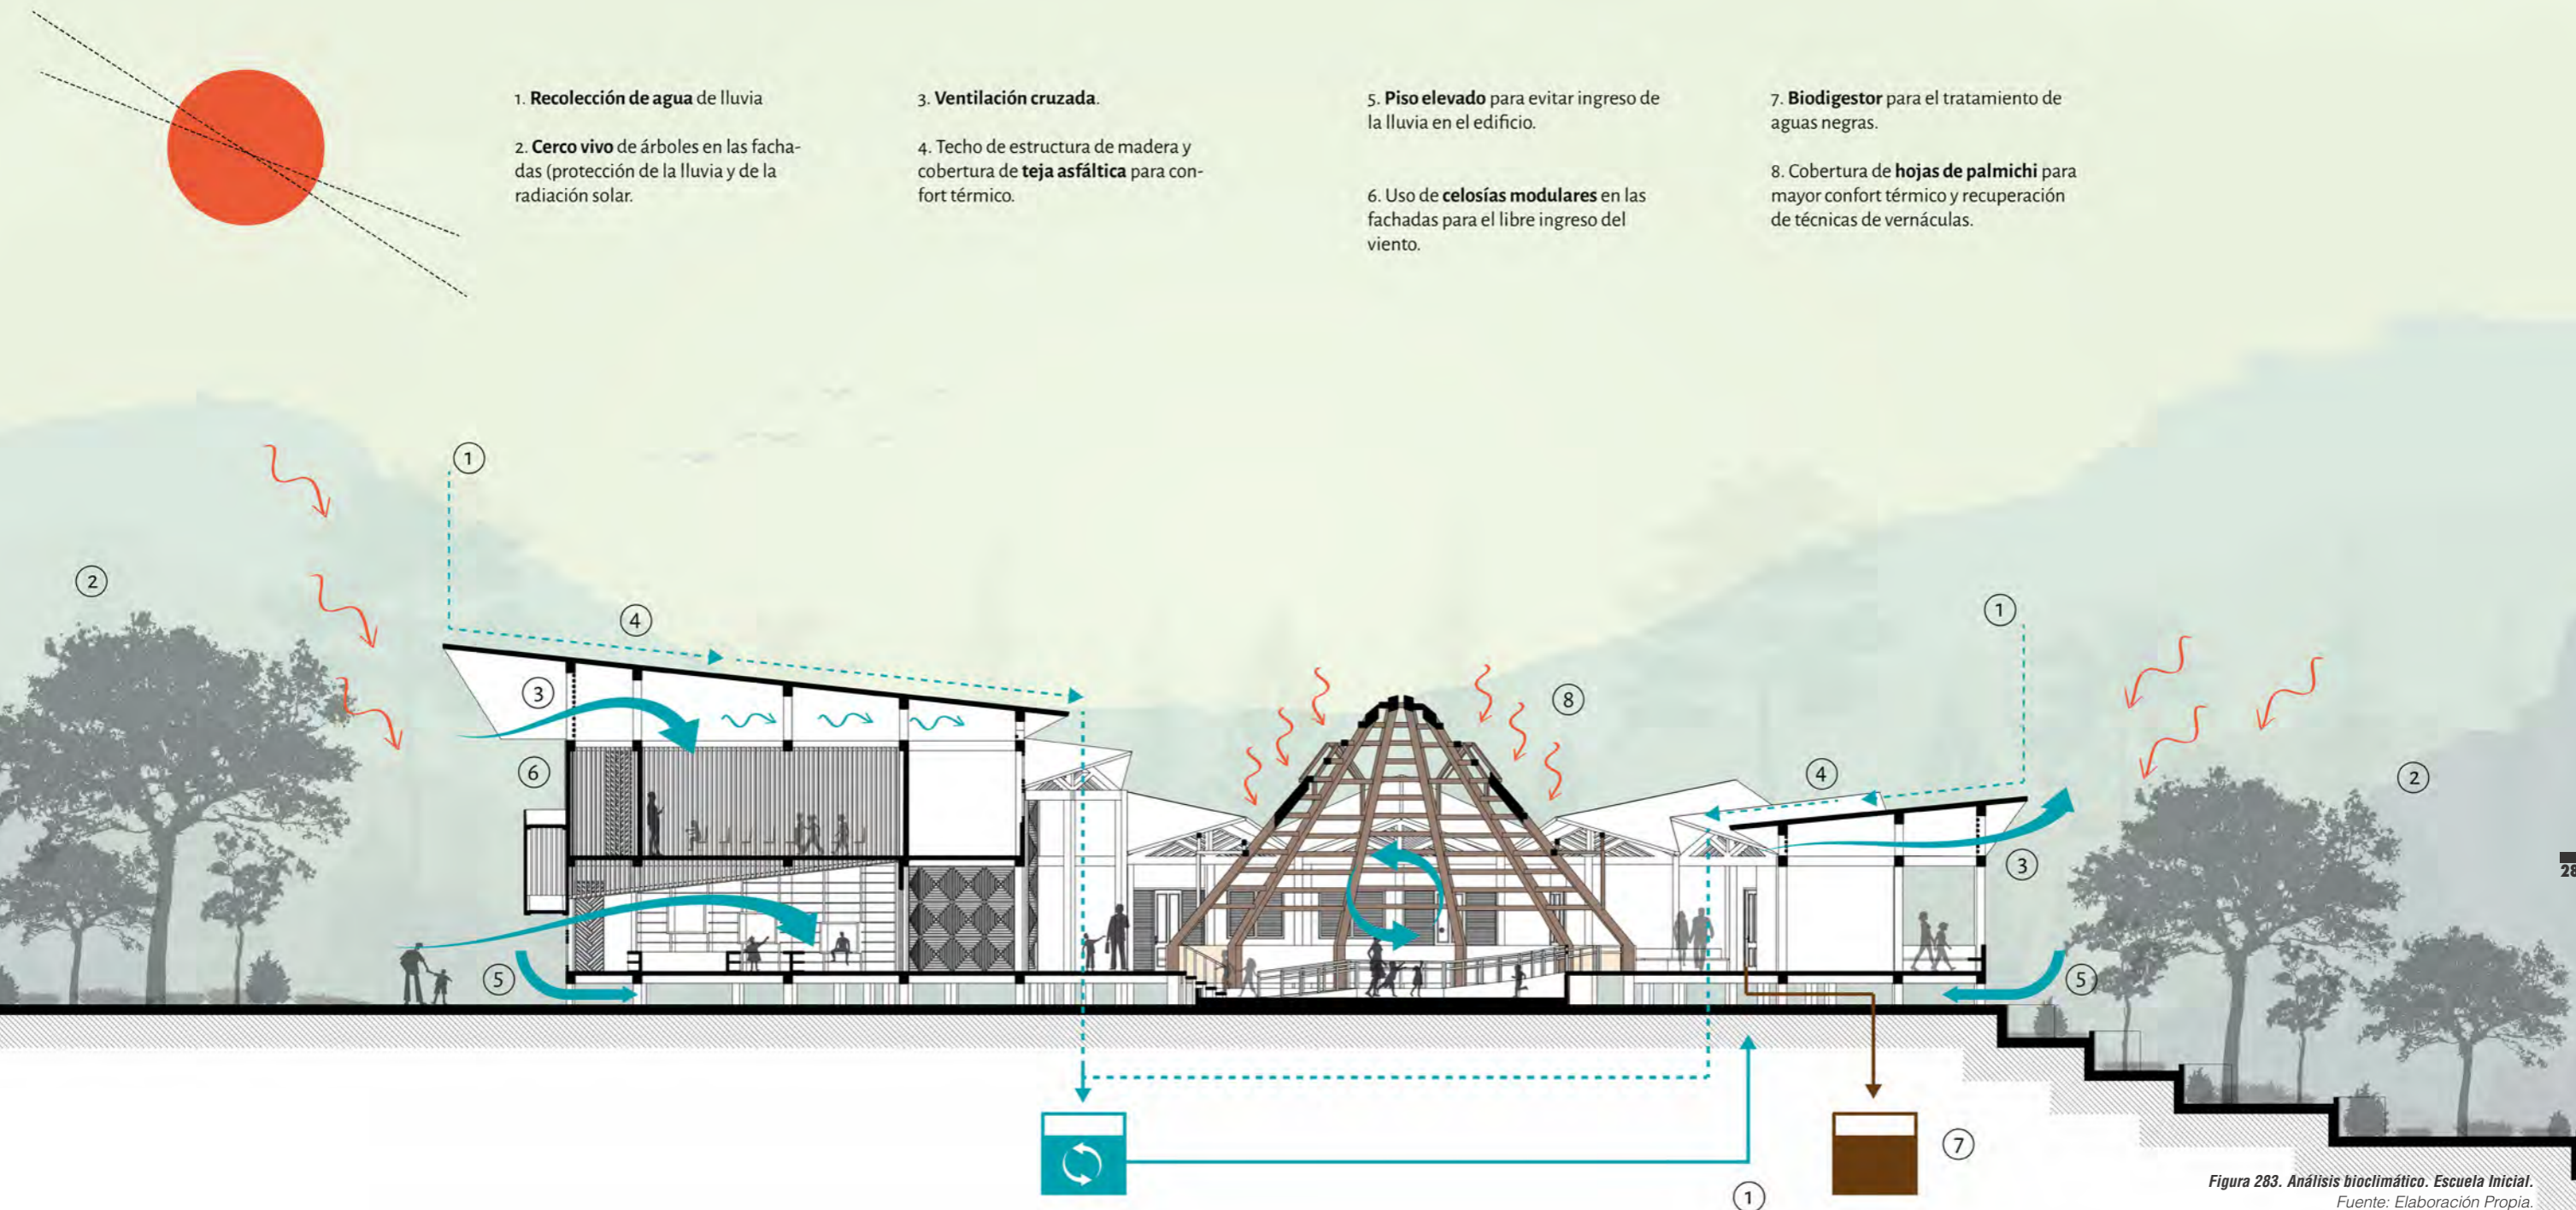 1. Recolección de agua de lluvia
2. Cerco vivo de árboles en las facha-
das (protección de la lluvia y de la
radiación solar.
3. Ventilación cruzada.
4. Techo de estructura de madera y
cobertura de teja asfáltica para con-
fort térmico.
5. Piso elevado para evitar ingreso de
la lluvia en el edificio.
6. Uso de celosías modulares en las
fachadas para el libre ingreso del
viento.
7. Biodigestor para el tratamiento de
aguas negras.
8. Cobertura de hojas de palmichi para
mayor confort térmico y recuperación
de técnicas de vernáculas.
1
2
4
1
3
8
6
4
2
3
5
5
7
1
28
Figura 283. Análisis bioclimático. Escuela Inicial.
Fuente: Elaboración Propia.